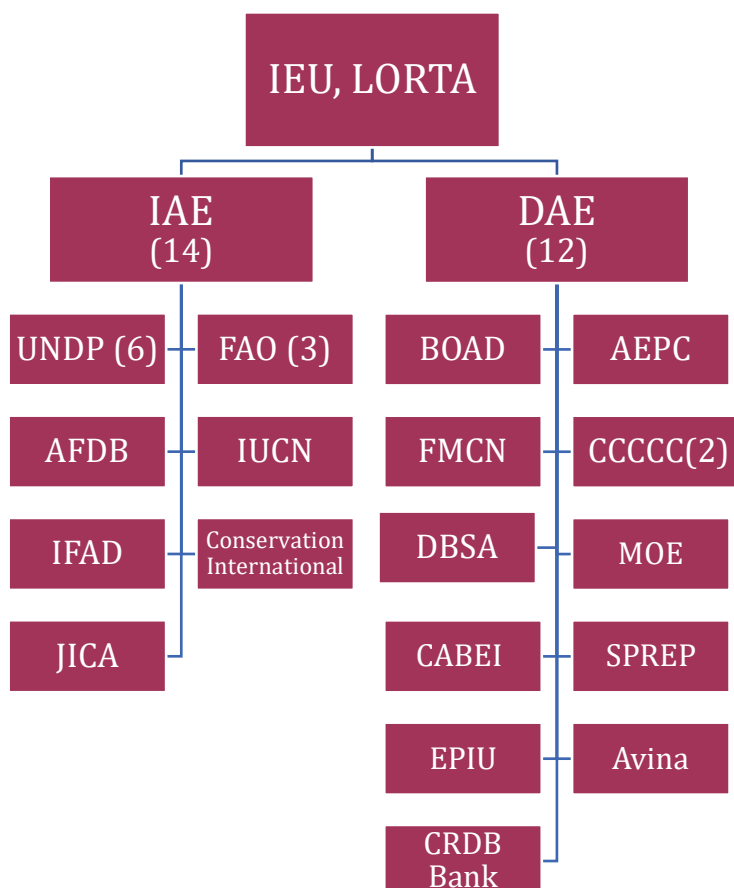 IEU, LORTA
IAE
(14)
DAE
(12)
UNDP (6)
FAO (3)
BOAD
AEPC
AFDB
IUCN
FMCN
CCCCC(2)
IFAD
Conservation
International
DBSA
MOE
JICA
CABEI
SPREP
EPIU
Avina
CRDB
Bank